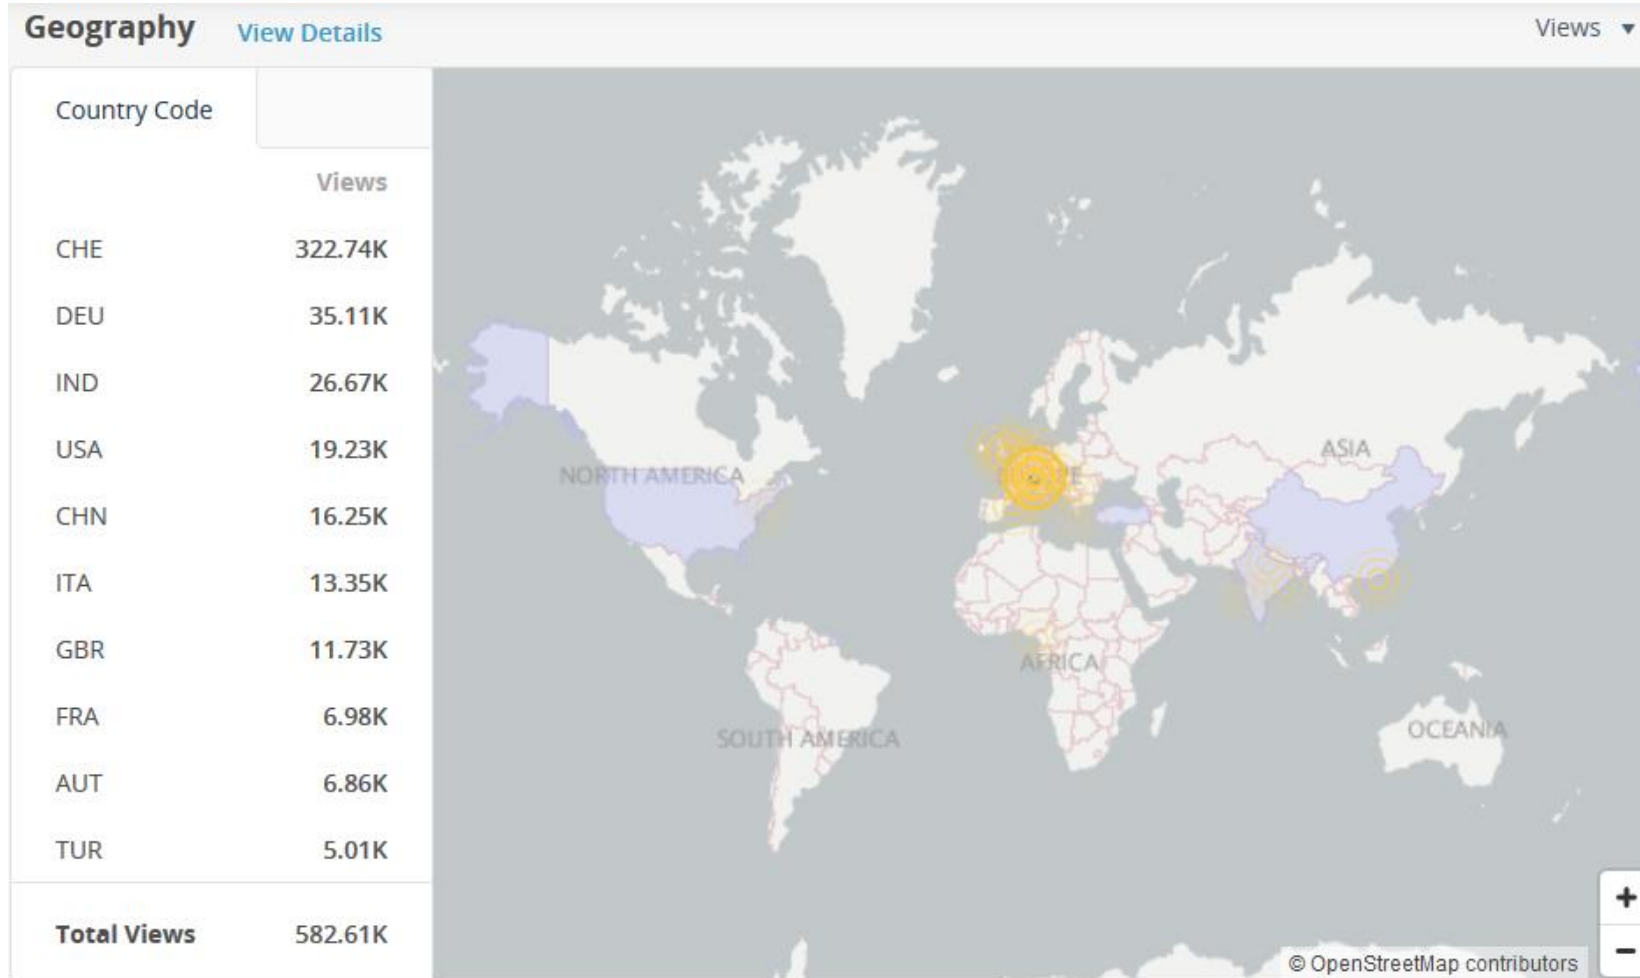 Geography View Details Views
Country Code
Views
CHE 322.74K
DEU 35.11K
IND 26.67K
USA 19.23K
CHN 16.25K
ITA 13.35K
GBR 11.73K
FRA 6.98K
AUT 6.86K
TUR 5.01K
Total Views 582.61K
ASIA
NORTH AMERICA
AFRICA
OCEANIA
SOUTH AMERICA
+
−
© OpenStreetMap contributors